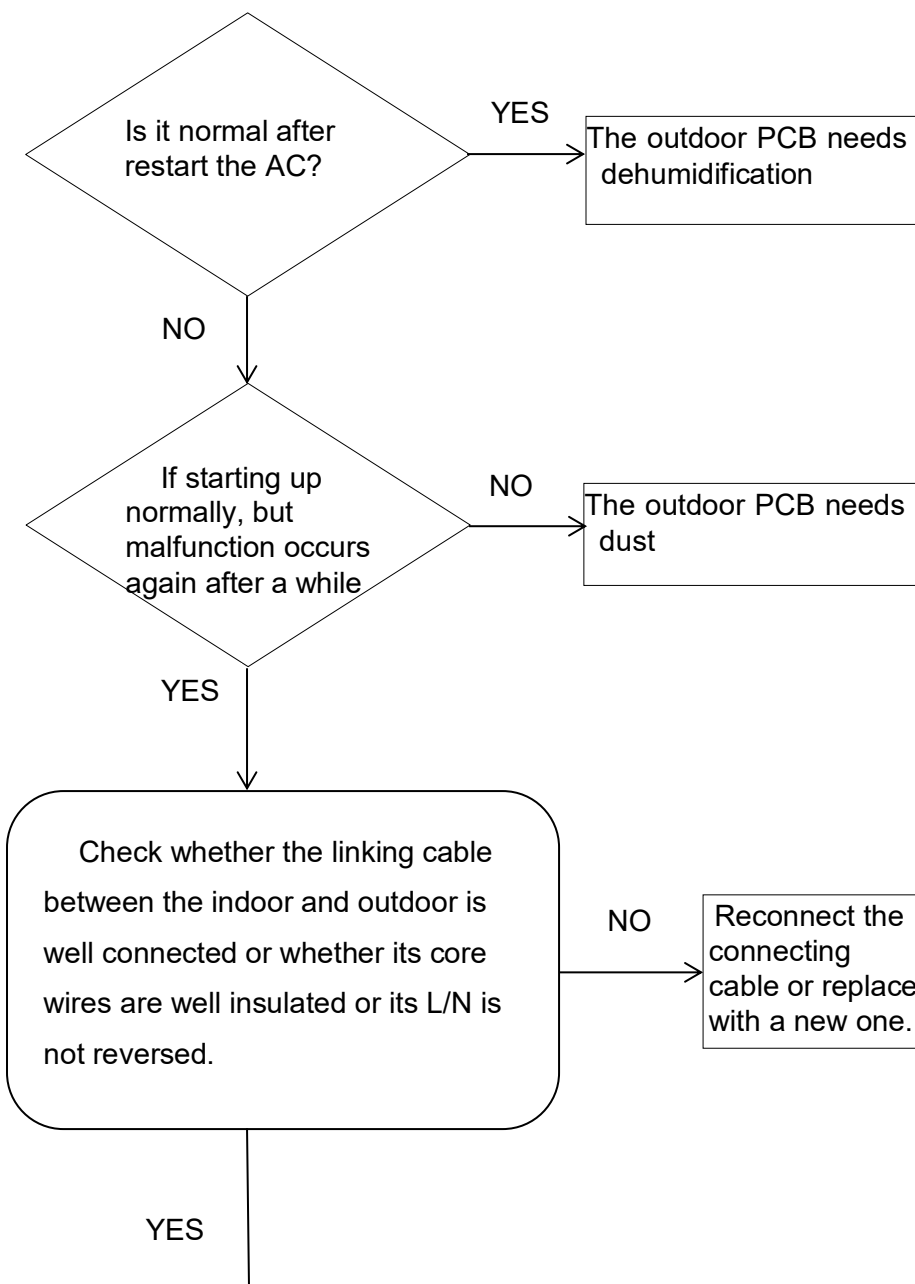 Is it normal after
restart the AC?
YES
The outdoor PCB needs
dehumidification
NO
If starting up
normally, but
malfunction occurs
again after a while
NO
The outdoor PCB needs
dust
YES
Check whether the linking cable
between the indoor and outdoor is
well connected or whether its core
wires are well insulated or its L/N is
not reversed.
NO
Reconnect the
connecting
cable or replace
with a new one.
YES